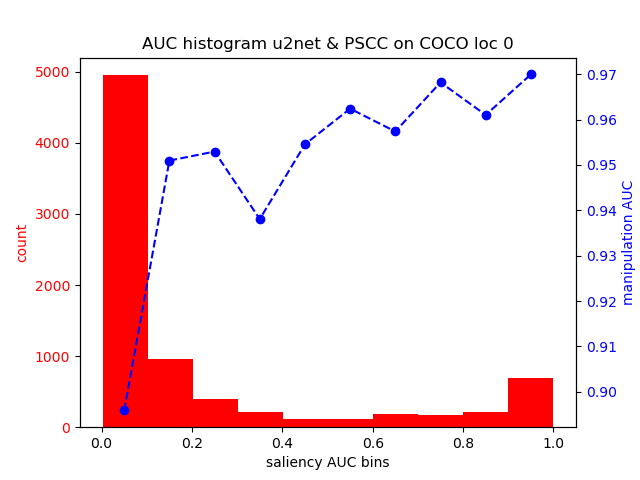 AUC histogram u2net & PSCC on COCO loc 0
5000
4000
3000
2000
1000
0
count
0.97
0.96
0.95
0.94
0.93
0.92
0.91
0.90
manipulation AUC
0.0 0.2 0.4 0.6 0.8 1.0
saliency AUC bins